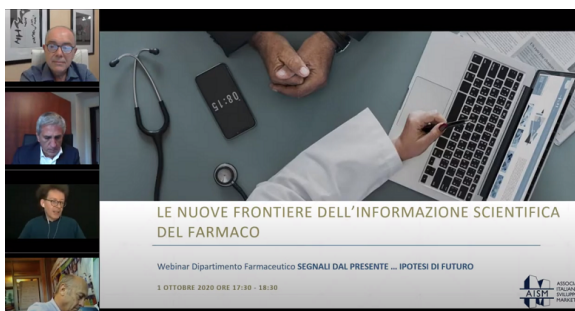 08:15
LE NUOVE FRONTIERE DELL'INFORMAZIONE SCIENTIFICA
DEL FARMACO
Webinar Dipartimento Farmaceutico SEGNALI DAL PRESENTE ... IPOTESI DI FUTURO
1 OTTOBRE 2020 ORE 17:30 - 18:30
AISM